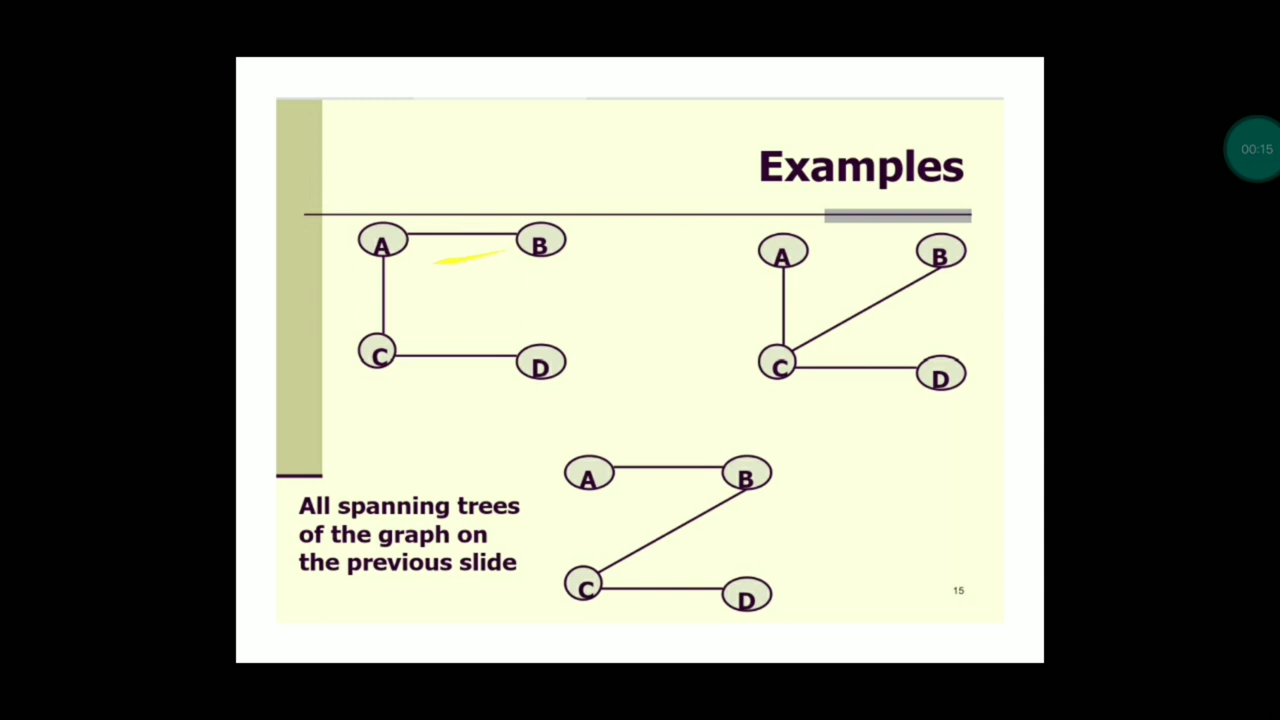 Examples
A B
C D
A B
C D
A B
C D
All spanning trees
of the graph on
the previous slide
15
00:15